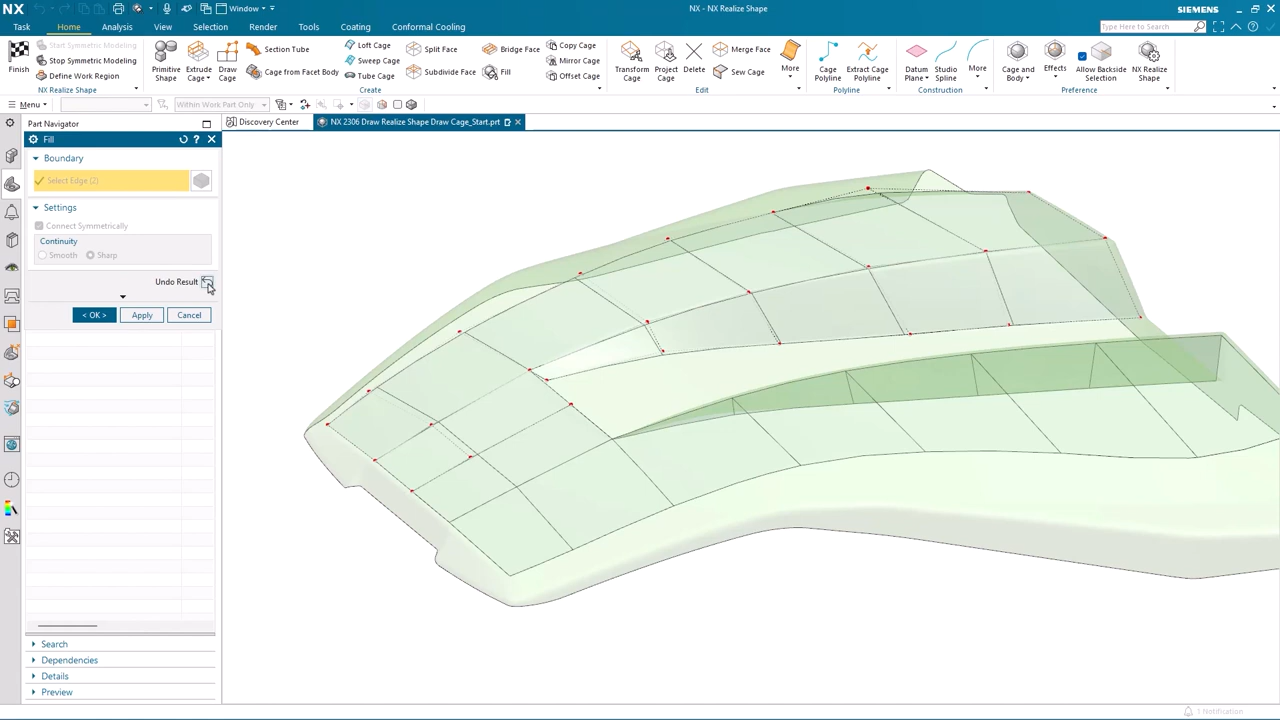 NX
Window
NX - NX Realize Shape
SIEMENS
Task
Home
Analysis
View
Selection
Render
Tools
Coating
Conformal Cooling
Type Here to Search
Finish
Start Symmetric Modeling
Stop Symmetric Modeling
Define Work Region
NX Realize Shape
Primitive Shape
Extrude Cage
Draw Cage
Section Tube
Cage from Facet Body
Loft Cage
Sweep Cage
Tube Cage
Split Face
Subdivide Face
Bridge Face
Fill
Copy Cage
Mirror Cage
Offset Cage
Create
Transform Cage
Project Cage
Delete
Merge Face
Sew Cage
More
Edit
Cage Polyline
Extract Cage Polyline
Polyline
Datum Plane
Studio Spline
More
Construction
Cage and Body
Effects
Allow Backside Selection
NX Realize Shape
Preference
Menu
Within Work Part Only
Part Navigator
Discovery Center
NX 2306 Draw Realize Shape Draw Cage_Start.prt
Fill
Boundary
Select Edge (2)
Settings
Connect Symmetrically
Continuity
Smooth
Sharp
Undo Result
< OK >
Apply
Cancel
Search
Dependencies
Details
Preview
1 Notification